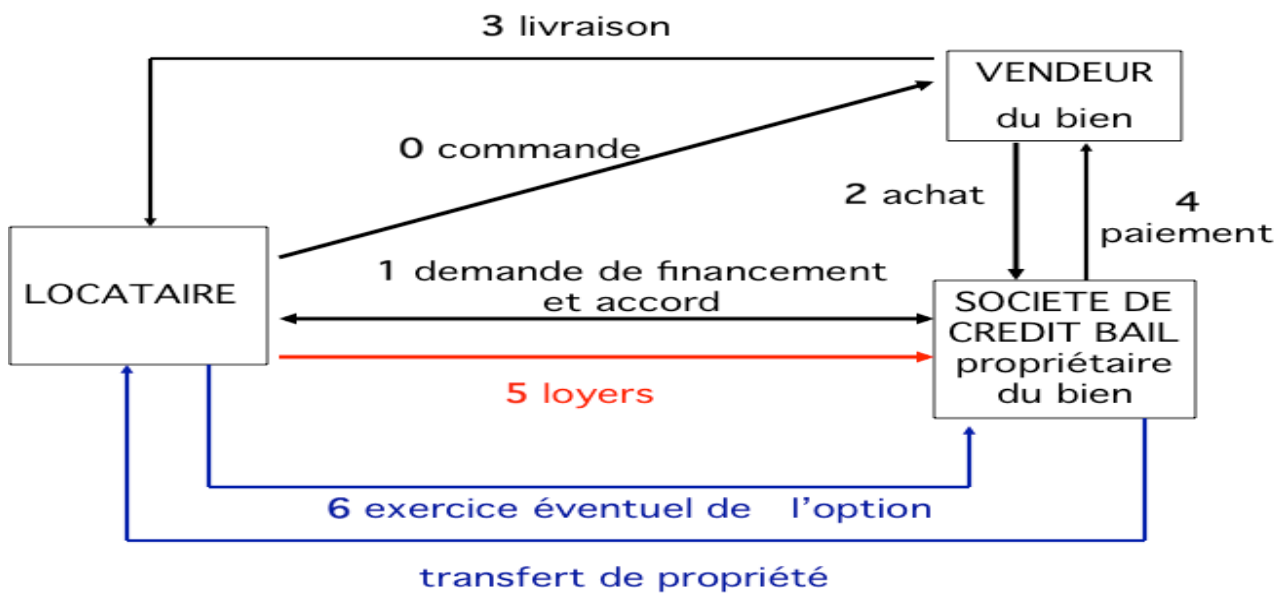 3 livraison
VENDEUR
du bien
0 commande
2 achat
4
paiement
1 demande de financement
et accord
LOCATAIRE
SOCIETE DE
CREDIT BAIL
propriétaire
du bien
5 loyers
6 exercice éventuel de l’option
transfert de propriété